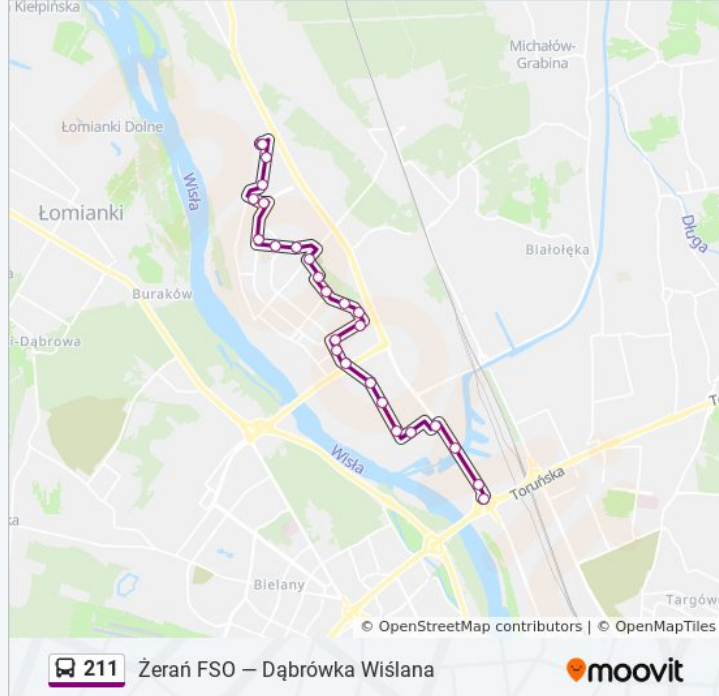 Kiełpińska
Michałów-
Grabina
Łomianki Dolne
Wisła
Łomianki
Długa
Białołęka
Buraków
i-Dąbrowa
Wisła
Toruńska
Bielany
Targów
© OpenStreetMap contributors | © OpenMapTiles
211 Żerań FSO — Dąbrówka Wiślana
moovit